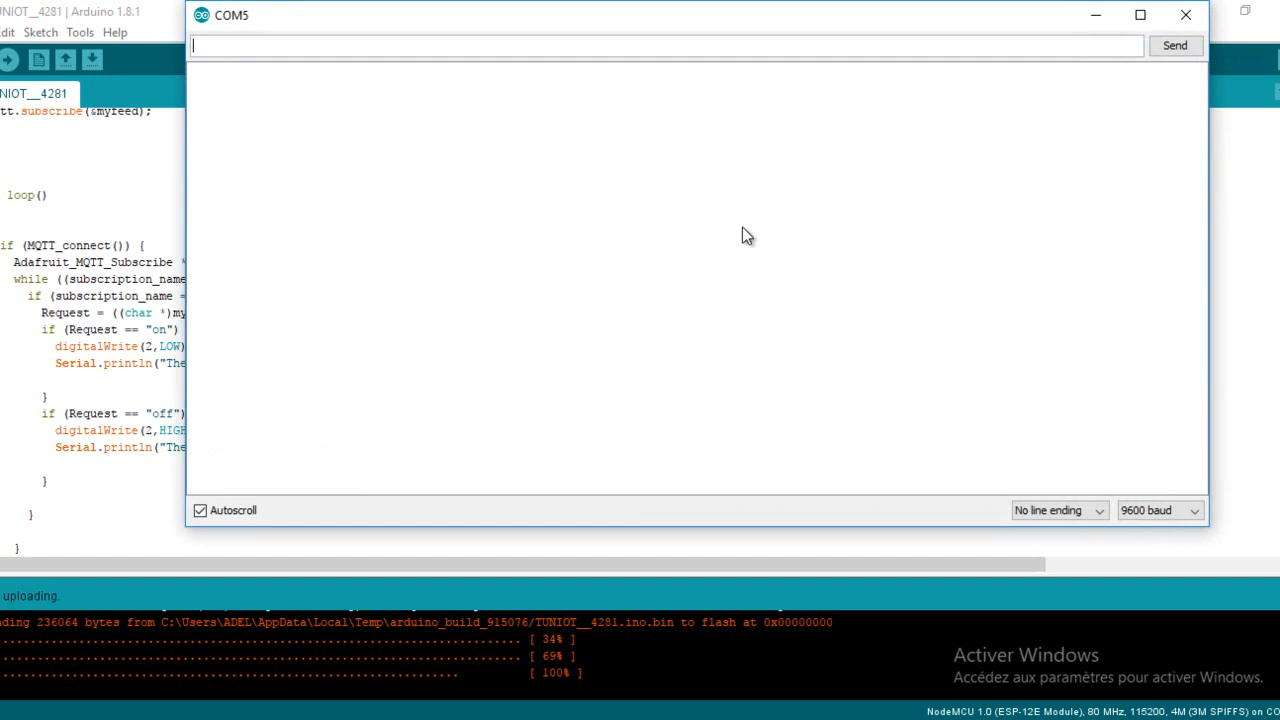 UNIOT_4281 | Arduino 1.8.1
COM5
dit Sketch Tools Help
Send
NIOT__4281
tt.subscribe(&myfeed);
loop()
if (MQTT_connect()) {
Adafruit_MQTT_Subscribe *
while ((subscription_name
if (subscription_name =
Request = ((char *)my
if (Request == "on")
digitalWrite(2,LOW)
Serial.println("The
}
if (Request == "off")
digitalWrite(2,HIGH
Serial.println("The
}
}
}
Autoscroll
No line ending
9600 baud
uploading.
ding 236064 bytes from C:\Users\ADEL\AppData\Local\Temp\arduino_build_915076/TUNIOT__4281.ino.bin to flash at 0x00000000
................................................................................ [ 34% ]
................................................................................ [ 69% ]
...................................................................... [ 100% ]
Activer Windows
Accédez aux paramètres pour activer Windows.
NodeMCU 1.0 (ESP-12E Module), 80 MHz, 115200, 4M (3M SPIFFS) on CO